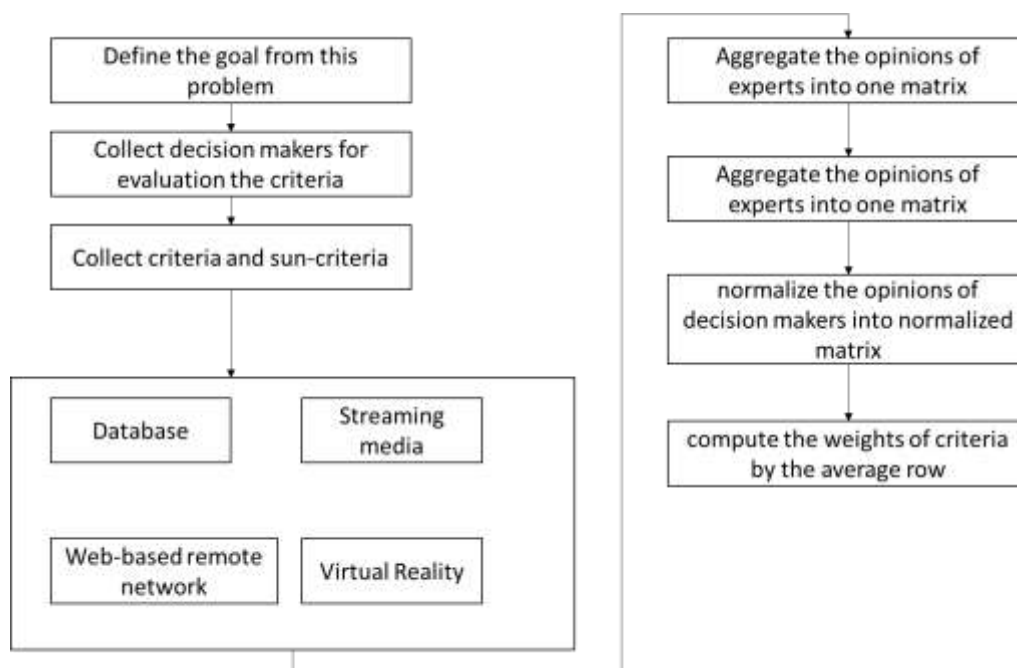 Define the goal from this
problem
Collect decision makers for
evaluation the criteria
Collect criteria and sun-criteria
Database
Streaming
media
Web-based remote
network
Virtual Reality
Aggregate the opinions of
experts into one matrix
Aggregate the opinions of
experts into one matrix
normalize the opinions of
decision makers into normalized
matrix
compute the weights of criteria
by the average row